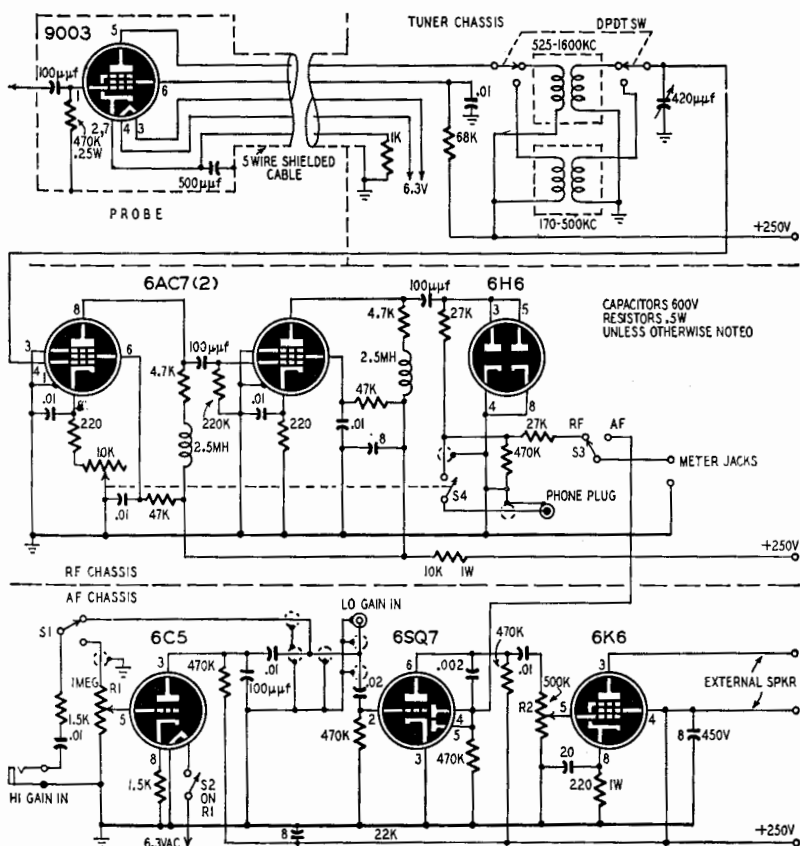 9003
5
TUNER CHASSIS
DPDT SW
525-1600KC
100μμf
1
6
.01
420μμf
470K
.25W
2,7
4
3
1K
68K
500μμf
5 WIRE SHIELDED
CABLE
6.3V
170-500KC
PROBE
+250V
6AC7(2)
6H6
100μμf
8
4.7K
27K
3
5
CAPACITORS 600V
RESISTORS .5W
UNLESS OTHERWISE NOTED
3
4
1
6
100μμf
4.7K
.01
220
220K
.01
220
47K
.01
8
2.5MH
4
8
27K
RF
AF
10K
2.5MH
470K
S3
METER JACKS
.01
47K
S4
PHONE PLUG
10K
1W
+250V
RF CHASSIS
AF CHASSIS
LO GAIN IN
S1
6C5
6SQ7
470K
6K6
3
470K
.01
6
.002
.01
3
1MEG
R1
100μμf
.02
500K
EXTERNAL SPKR
1.5K
5
2
4
5
R2
5
4
.01
470K
470K
8
450V
8
1.5K
S2
ON
R1
3
20
8
220
1W
HI GAIN IN
8
22K
6.3VAC
+250V